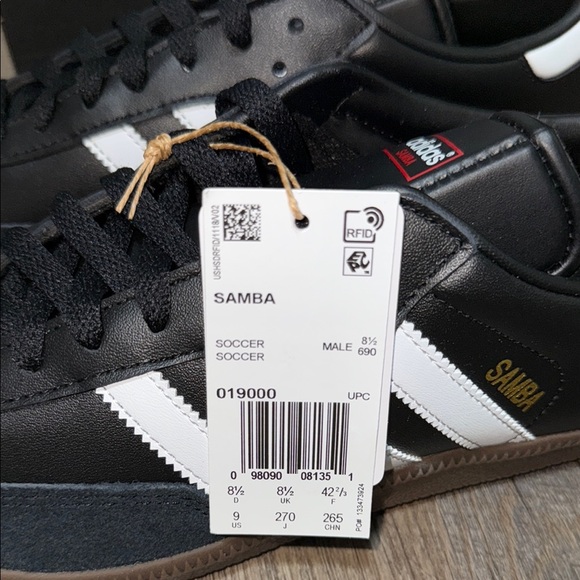 adidas
SAMBA
USHSDRFID/1118/V02
RFID
SAMBA
SOCCER
SOCCER
MALE 8½
690
019000 UPC
0 98090 08135 1
8½ 8½ 42⅔
D UK F
9 270 265
US J CHN
PC# 133473924
SAMBA